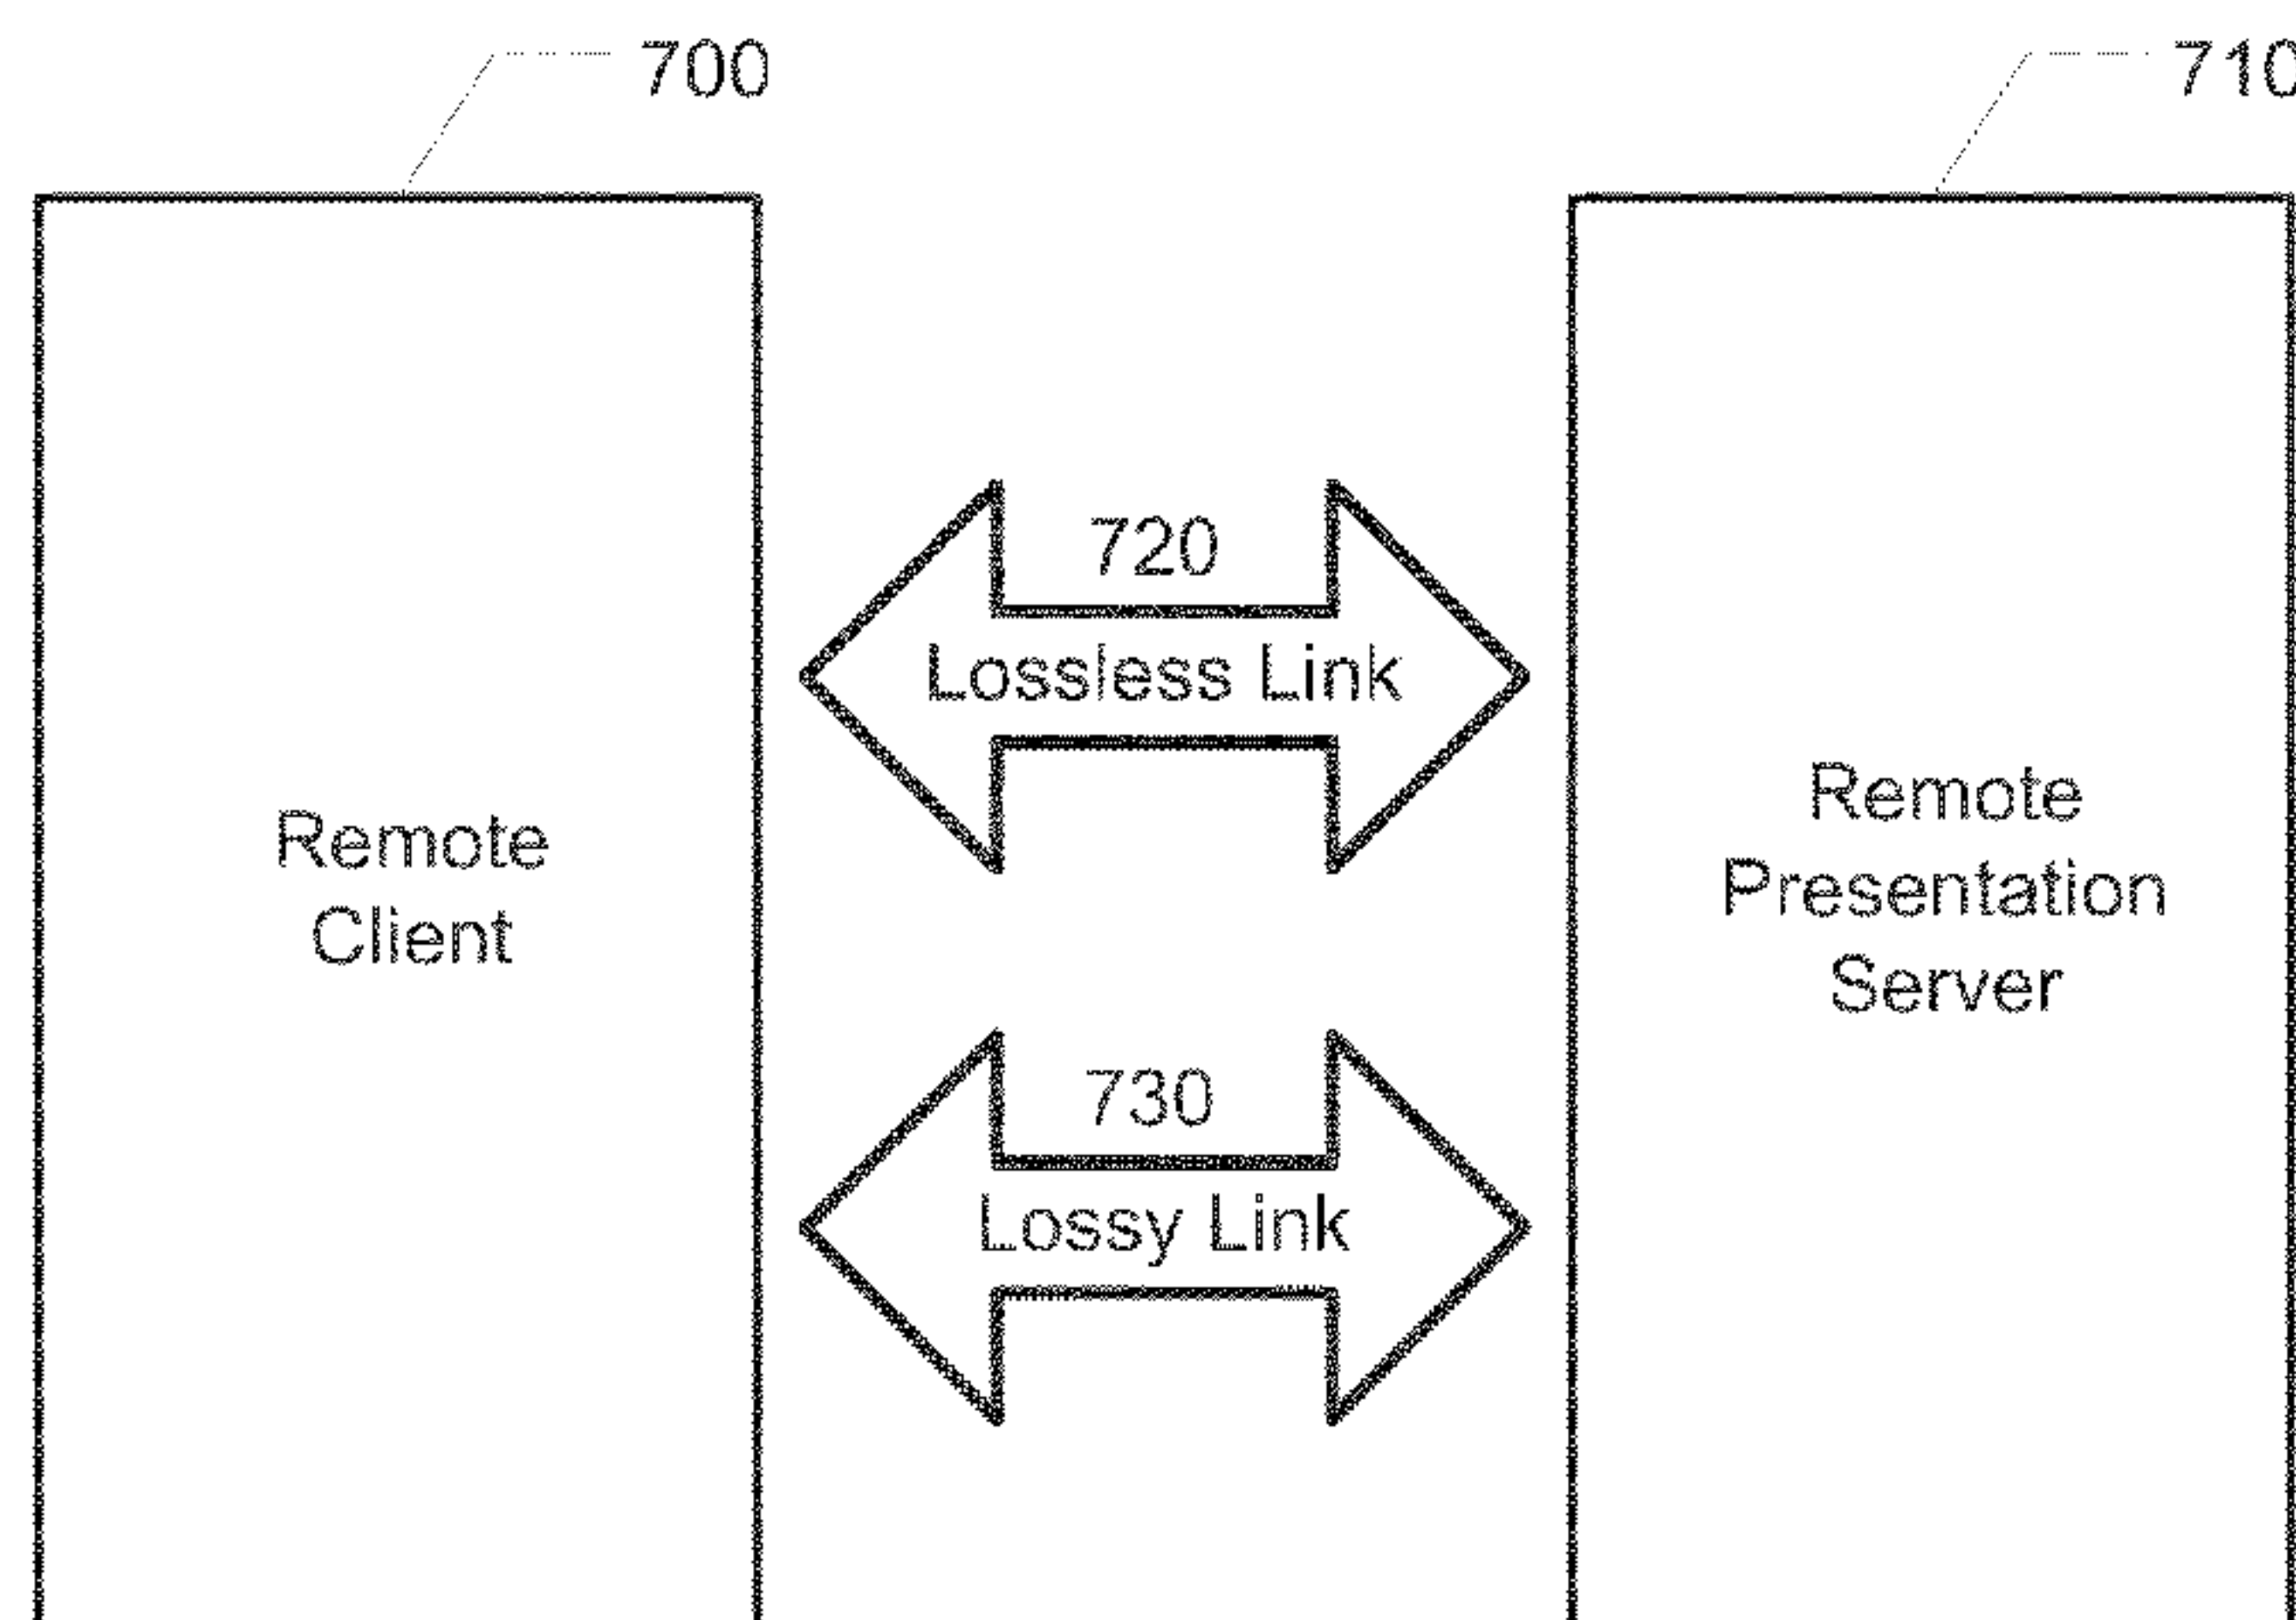 700
710
720
Lossless Link
Remote
Client
Remote
Presentation
Server
730
Lossy Link